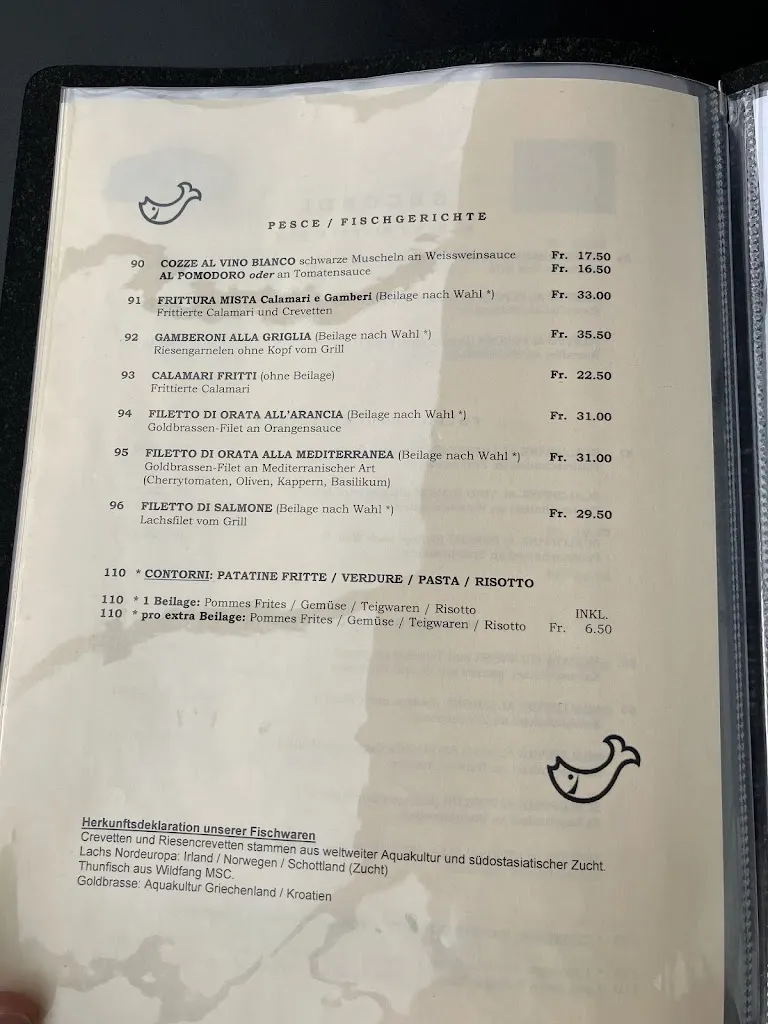 PESCE / FISCHGERICHTE
90 COZZE AL VINO BIANCO schwarze Muscheln an Weissweinsauce Fr. 17.50
AL POMODORO oder an Tomatensauce Fr. 16.50
91 FRITTURA MISTA Calamari e Gamberi (Beilage nach Wahl *) Fr. 33.00
Frittierte Calamari und Crevetten
92 GAMBERONI ALLA GRIGLIA (Beilage nach Wahl *) Fr. 35.50
Riesengarnelen ohne Kopf vom Grill
93 CALAMARI FRITTI (ohne Beilage) Fr. 22.50
Frittierte Calamari
94 FILETTO DI ORATA ALL'ARANCIA (Beilage nach Wahl *) Fr. 31.00
Goldbrassen-Filet an Orangensauce
95 FILETTO DI ORATA ALLA MEDITERRANEA (Beilage nach Wahl *) Fr. 31.00
Goldbrassen-Filet an Mediterranischer Art
(Cherrytomaten, Oliven, Kappern, Basilikum)
96 FILETTO DI SALMONE (Beilage nach Wahl *) Fr. 29.50
Lachsfilet vom Grill
110 * CONTORNI: PATATINE FRITTE / VERDURE / PASTA / RISOTTO
110 * 1 Beilage: Pommes Frites / Gemüse / Teigwaren / Risotto INKL.
110 * pro extra Beilage: Pommes Frites / Gemüse / Teigwaren / Risotto Fr. 6.50
Herkunftsdeklaration unserer Fischwaren
Crevetten und Riesencrevetten stammen aus weltweiter Aquakultur und südostasiatischer Zucht.
Lachs Nordeuropa: Irland / Norwegen / Schottland (Zucht)
Thunfisch aus Wildfang MSC.
Goldbrasse: Aquakultur Griechenland / Kroatien